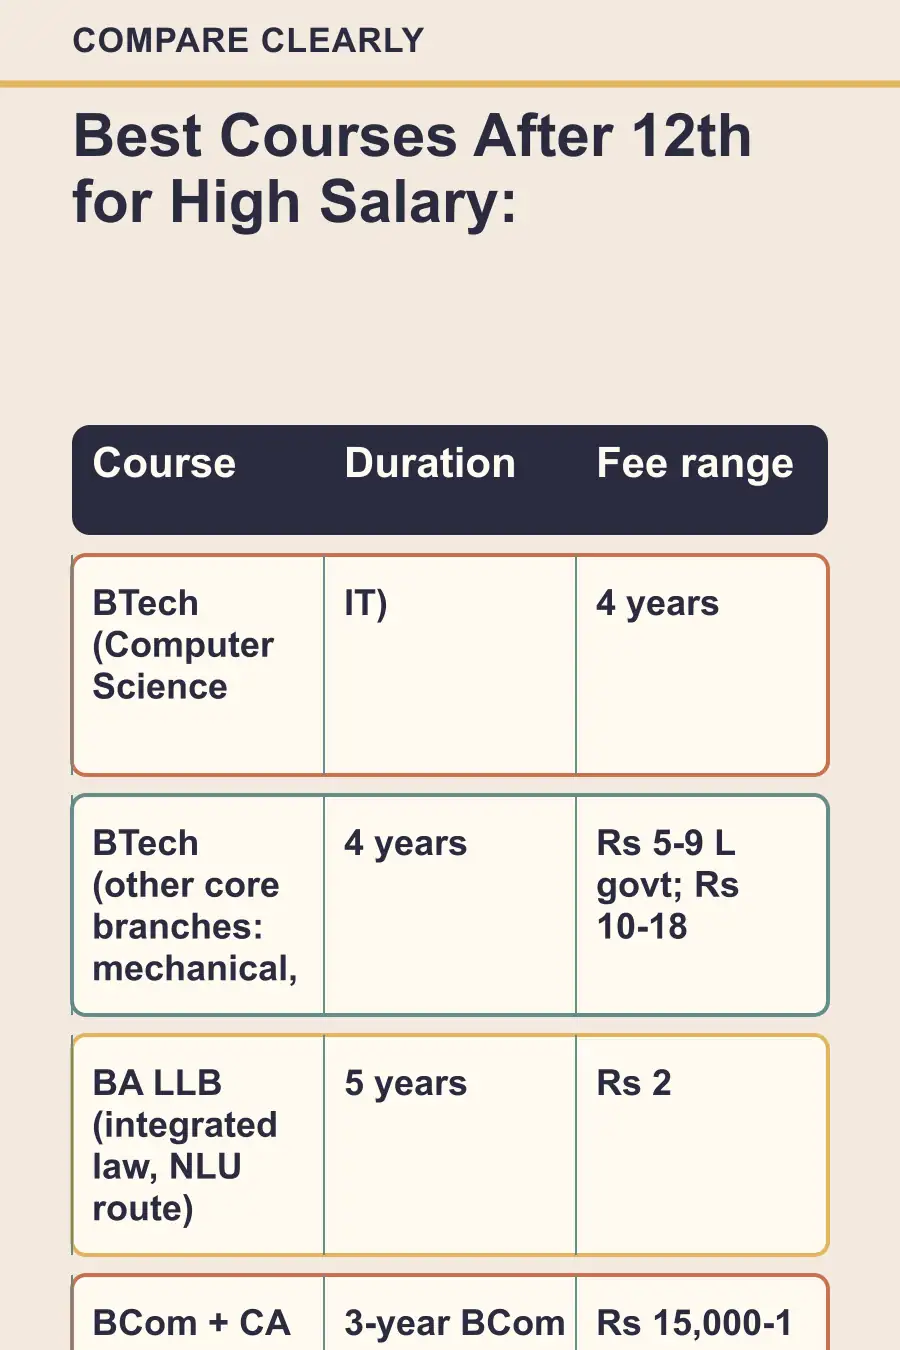 COMPARE CLEARLY
Best Courses After 12th
for High Salary:
Course Duration Fee range
BTech
(Computer
Science
IT)
4 years
BTech
(other core
branches:
mechanical,
4 years
Rs 5-9 L
govt; Rs
10-18
BA LLB
(integrated
law, NLU
route)
5 years
Rs 2
BCom + CA
3-year BCom
Rs 15,000-1